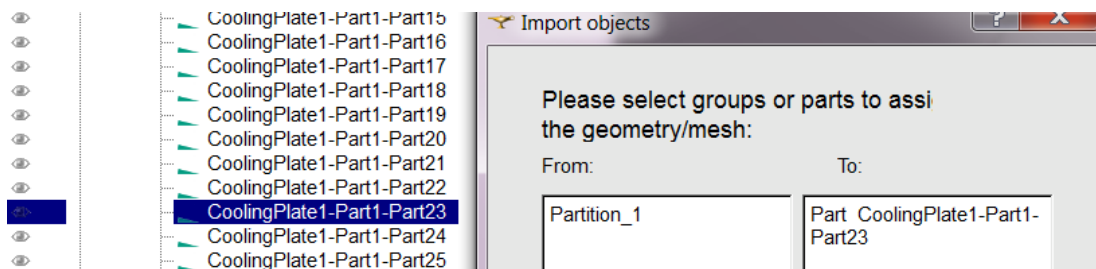 CoolingPlate1-Part1-Part15
CoolingPlate1-Part1-Part16
CoolingPlate1-Part1-Part17
CoolingPlate1-Part1-Part18
CoolingPlate1-Part1-Part19
CoolingPlate1-Part1-Part20
CoolingPlate1-Part1-Part21
CoolingPlate1-Part1-Part22
CoolingPlate1-Part1-Part23
CoolingPlate1-Part1-Part24
CoolingPlate1-Part1-Part25
Import objects
?
X
Please select groups or parts to assi
the geometry/mesh:
From:
To:
Partition_1
Part CoolingPlate1-Part1-
Part23